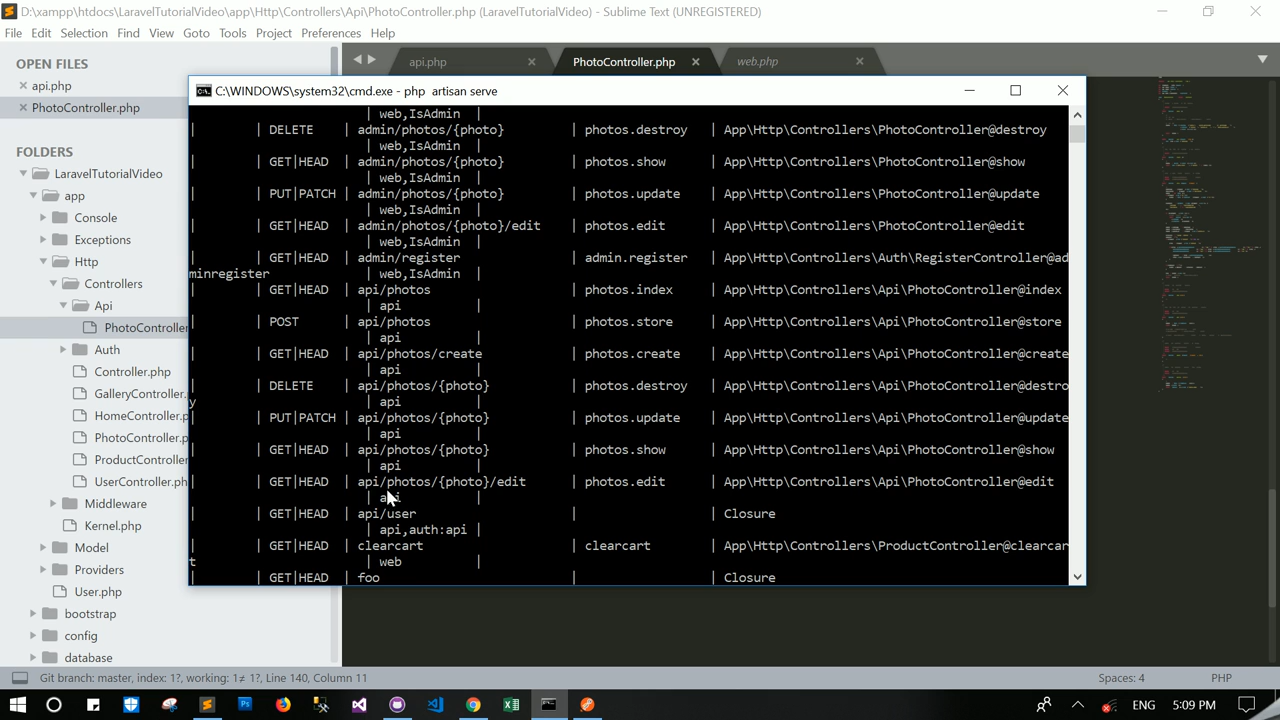 D:\xampp\htdocs\LaravelTutorialVideo\app\Http\Controllers\Api\PhotoController.php (LaravelTutorialVideo) - Sublime Text (UNREGISTERED)
File Edit Selection Find View Goto Tools Project Preferences Help
OPEN FILES
api.php
PhotoController.php
FOLDERS
LaravelTutorialVideo
app
Console
Exceptions
Http
Controllers
Api
PhotoController
Auth
Controller.php
GalleryController.
HomeController.p
PhotoController.p
ProductController
UserController.ph
Middleware
Kernel.php
Model
Providers
User.php
bootstrap
config
database
api.php
PhotoController.php
web.php
C:\WINDOWS\system32\cmd.exe - php artisan serve
web,IsAdmin
| | DELETE | admin/photos/{photo} | photos.destroy | App\Http\Controllers\PhotoController@destroy
web,IsAdmin
| | GET|HEAD | admin/photos/{photo} | photos.show | App\Http\Controllers\PhotoController@show
web,IsAdmin
| | PUT|PATCH | admin/photos/{photo} | photos.update | App\Http\Controllers\PhotoController@update
web,IsAdmin
| | GET|HEAD | admin/photos/{photo}/edit | photos.edit | App\Http\Controllers\PhotoController@edit
web,IsAdmin
| | GET|HEAD | admin/register | admin.register | App\Http\Controllers\Auth\RegisterController@ad
minregister
web,IsAdmin
| | GET|HEAD | api/photos | photos.index | App\Http\Controllers\Api\PhotoController@index
| api |
| | POST | api/photos | photos.store | App\Http\Controllers\Api\PhotoController@store
| api |
| | GET|HEAD | api/photos/create | photos.create | App\Http\Controllers\Api\PhotoController@create
| api |
| | DELETE | api/photos/{photo} | photos.destroy | App\Http\Controllers\Api\PhotoController@destro
y | api |
| | PUT|PATCH | api/photos/{photo} | photos.update | App\Http\Controllers\Api\PhotoController@update
| api |
| | GET|HEAD | api/photos/{photo} | photos.show | App\Http\Controllers\Api\PhotoController@show
| api |
| | GET|HEAD | api/photos/{photo}/edit | photos.edit | App\Http\Controllers\Api\PhotoController@edit
| api |
| | GET|HEAD | api/user | | Closure
| api,auth:api |
| | GET|HEAD | clearcart | clearcart | App\Http\Controllers\ProductController@clearcar
t | web |
| | GET|HEAD | foo | | Closure
Git branch: master, index: 1?, working: 1≠ 1?, Line 140, Column 11
Spaces: 4
PHP
ENG
5:09 PM